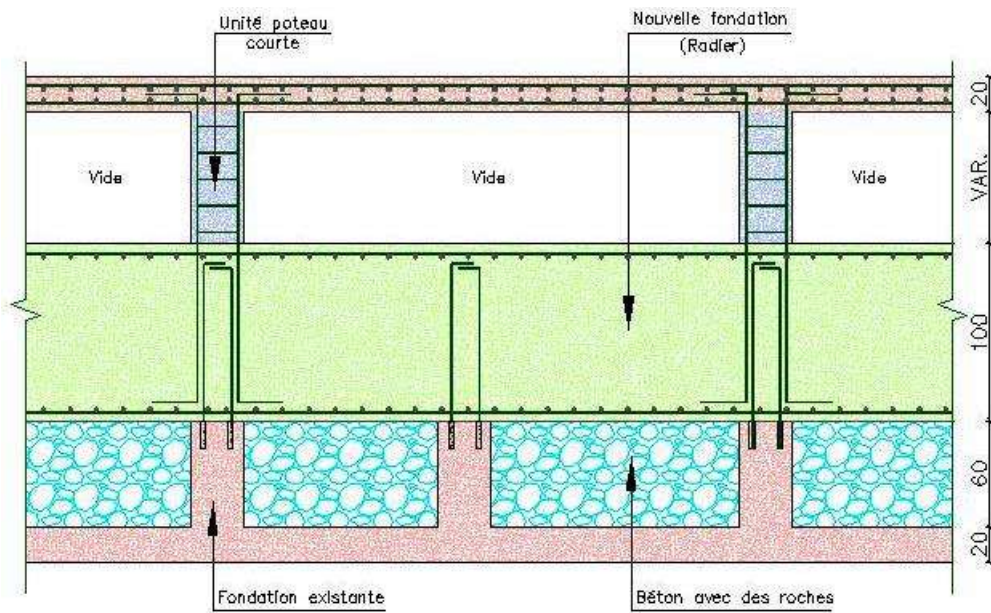 Unité poteau
courte
Nouvelle fondation
(Radier)
20
Vide
Vide
Vide
VAR.
100
60
20
Fondation existante
Béton avec des roches